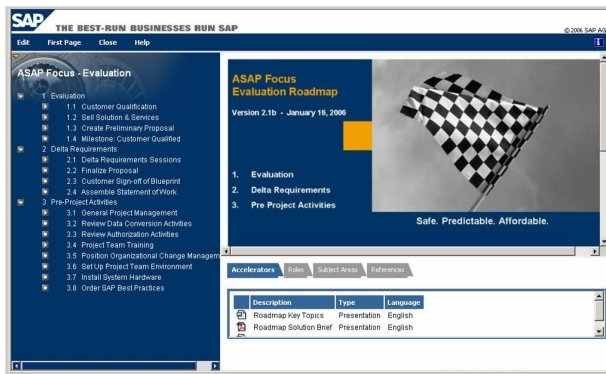 SAP
THE BEST-RUN BUSINESSES RUN SAP
© 2006 SAP AG
Edit First Page Close Help
ASAP Focus - Evaluation
1 Evaluation
1.1 Customer Qualification
1.2 Sell Solution & Services
1.3 Create Preliminary Proposal
1.4 Milestone: Customer Qualified
2 Delta Requirements
2.1 Delta Requirements Sessions
2.2 Finalize Proposal
2.3 Customer Sign-off of Blueprint
2.4 Assemble Statement of Work
3 Pre-Project Activities
3.1 General Project Management
3.2 Review Data Conversion Activities
3.3 Review Authorization Activities
3.4 Project Team Training
3.5 Position Organizational Change Managem
3.6 Set Up Project Team Environment
3.7 Install System Hardware
3.8 Order SAP Best Practices
ASAP Focus
Evaluation Roadmap
Version 2.1b - January 16, 2006
1. Evaluation
2. Delta Requirements
3. Pre Project Activities
Safe. Predictable. Affordable.
Accelerators Roles Subject Areas References
Description Type Language
Roadmap Key Topics Presentation English
Roadmap Solution Brief Presentation English